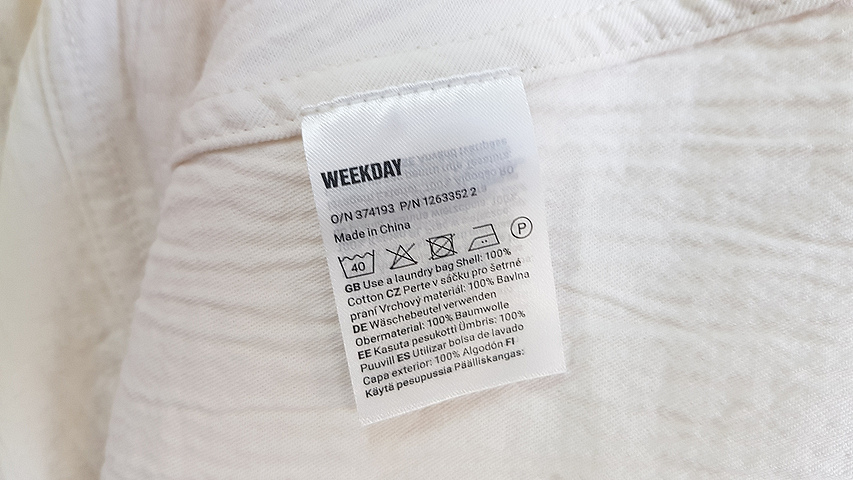 WEEKDAY
O/N 374193 P/N 1263352 2
Made in China
40 P
GB Use a laundry bag Shell: 100%
Cotton CZ Perte v sáčku pro šetrné
praní Vrchový materiál: 100% Bavlna
DE Wäschebeutel verwenden
Obermaterial: 100% Baumwolle
EE Kasuta pesukotti Ümbris: 100%
Puuvill ES Utilizar bolsa de lavado
Capa exterior: 100% Algodón FI
Käytä pesupussia Päälliskangas: